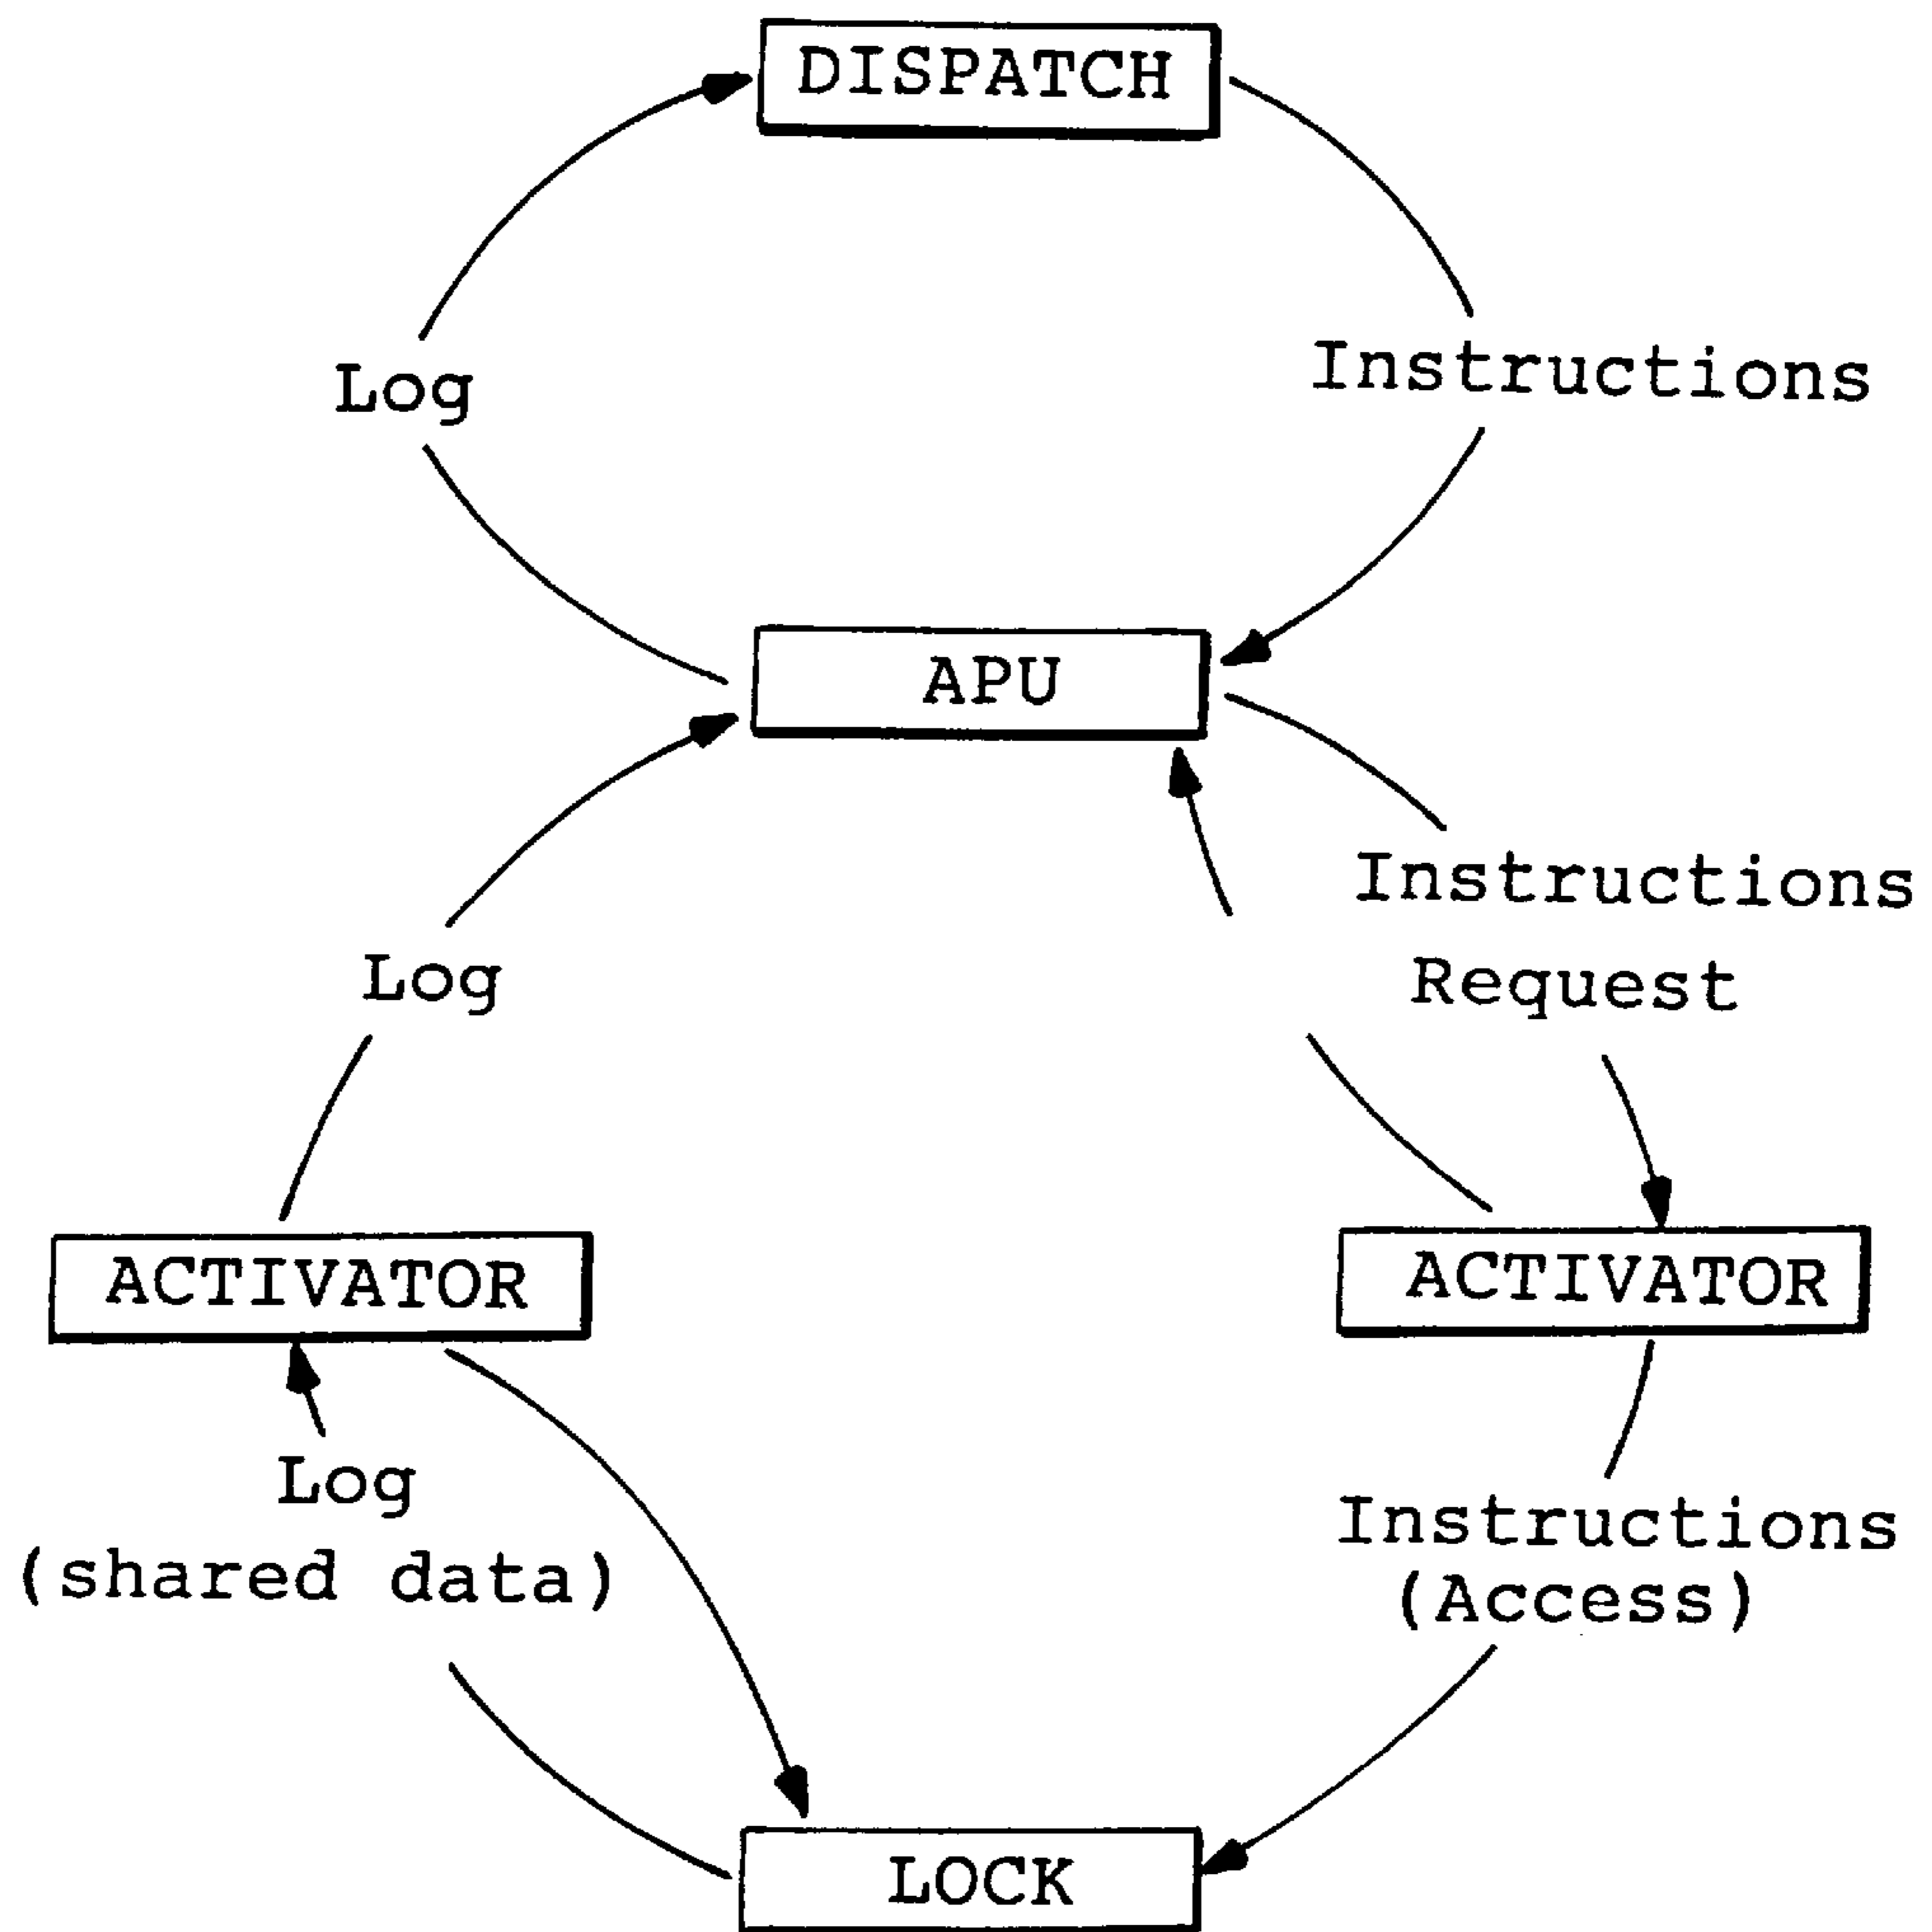 DISPATCH
Log
Instructions
APU
Instructions
Log
Request
ACTIVATOR
ACTIVATOR
Log
(shared data)
Instructions
(Access)
LOCK